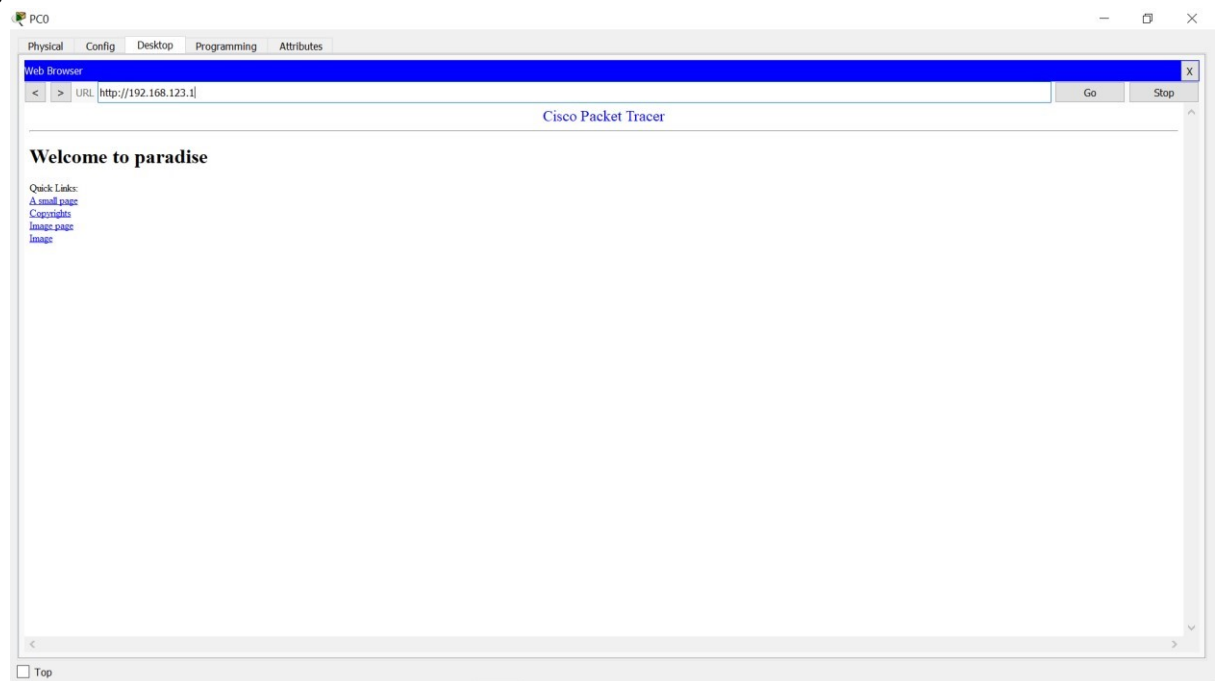 PC0
Physical Config Desktop Programming Attributes
Web Browser X
< > URL http://192.168.123.1 Go Stop
Cisco Packet Tracer
Welcome to paradise
Quick Links:
A small page
Copyrights
Image page
Image
Top